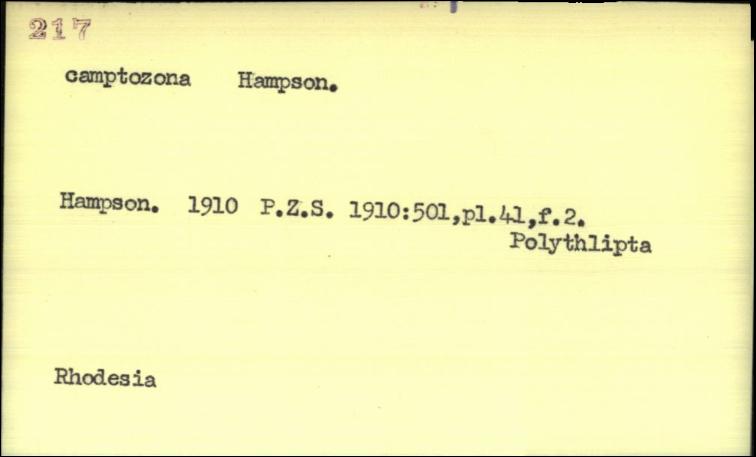 217
camptozona Hampson.
Hampson. 1910 P.Z.S. 1910:501,pl.41,f.2.
Polythlipta
Rhodesia